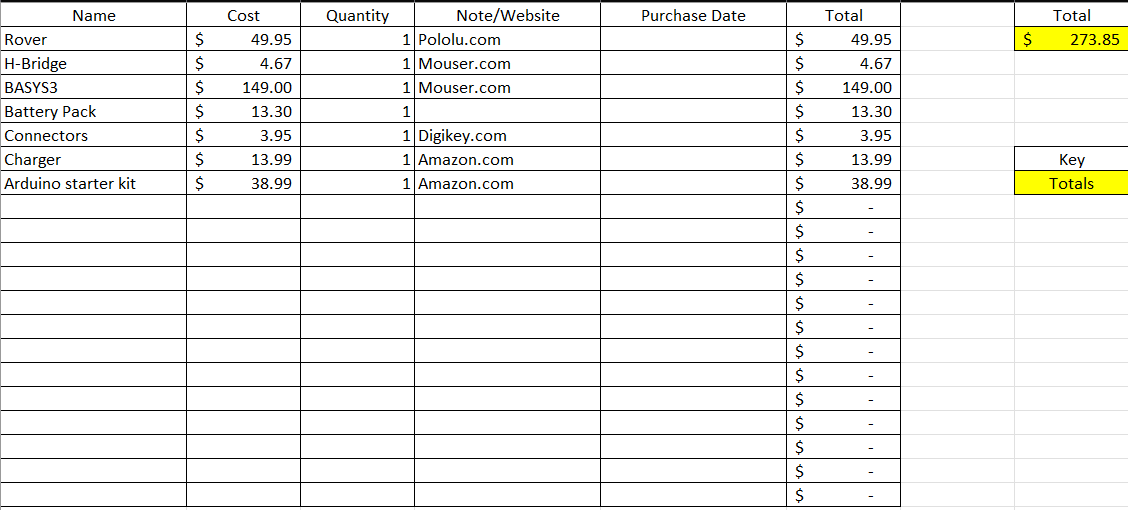 Name Cost Quantity Note/Website Purchase Date Total Total
Rover $ 49.95 1 Pololu.com $ 49.95 $ 273.85
H-Bridge $ 4.67 1 Mouser.com $ 4.67
BASYS3 $ 149.00 1 Mouser.com $ 149.00
Battery Pack $ 13.30 1 $ 13.30
Connectors $ 3.95 1 Digikey.com $ 3.95
Charger $ 13.99 1 Amazon.com $ 13.99 Key
Arduino starter kit $ 38.99 1 Amazon.com $ 38.99 Totals
$ -
$ -
$ -
$ -
$ -
$ -
$ -
$ -
$ -
$ -
$ -
$ -
$ -